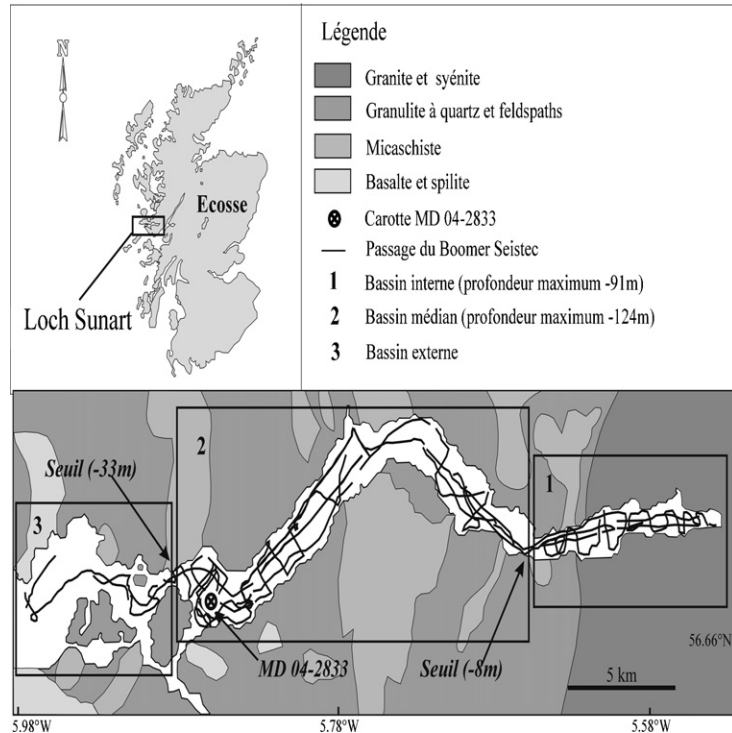 N
Ecosse
Loch Sunart
Légende
Granite et syénite
Granulite à quartz et feldspaths
Micaschiste
Basalte et spilite
Carotte MD 04-2833
Passage du Boomer Seistec
1 Bassin interne (profondeur maximum -91m)
2 Bassin médian (profondeur maximum -124m)
3 Bassin externe
2
Seuil (-33m)
1
3
56.66°N
MD 04-2833
Seuil (-8m)
5 km
5.98°W
5.78°W
5.58°W